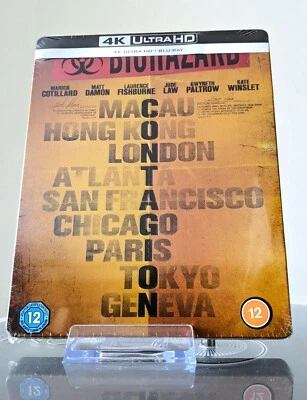 4K ULTRA HD
4K ULTRA HD + BLU-RAY
BIOHAZARD
MARION COTILLARD
MATT DAMON
LAURENCE FISHBURNE
JUDE LAW
GWYNETH PALTROW
KATE WINSLET
MACAU
HONG KONG
LONDON
ATLANTA
SAN FRANCISCO
CHICAGO
PARIS
TOKYO
GENEVA
CONTAGION
12
12